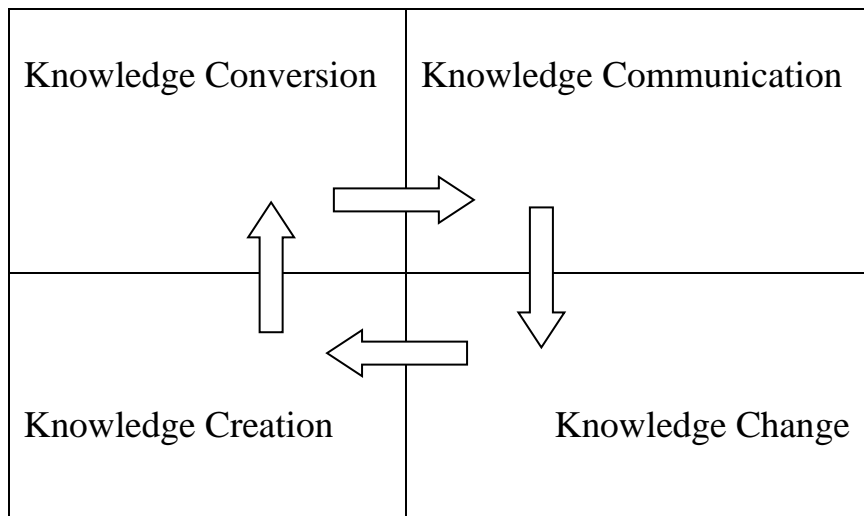 Knowledge Conversion
Knowledge Communication
Knowledge Creation
Knowledge Change